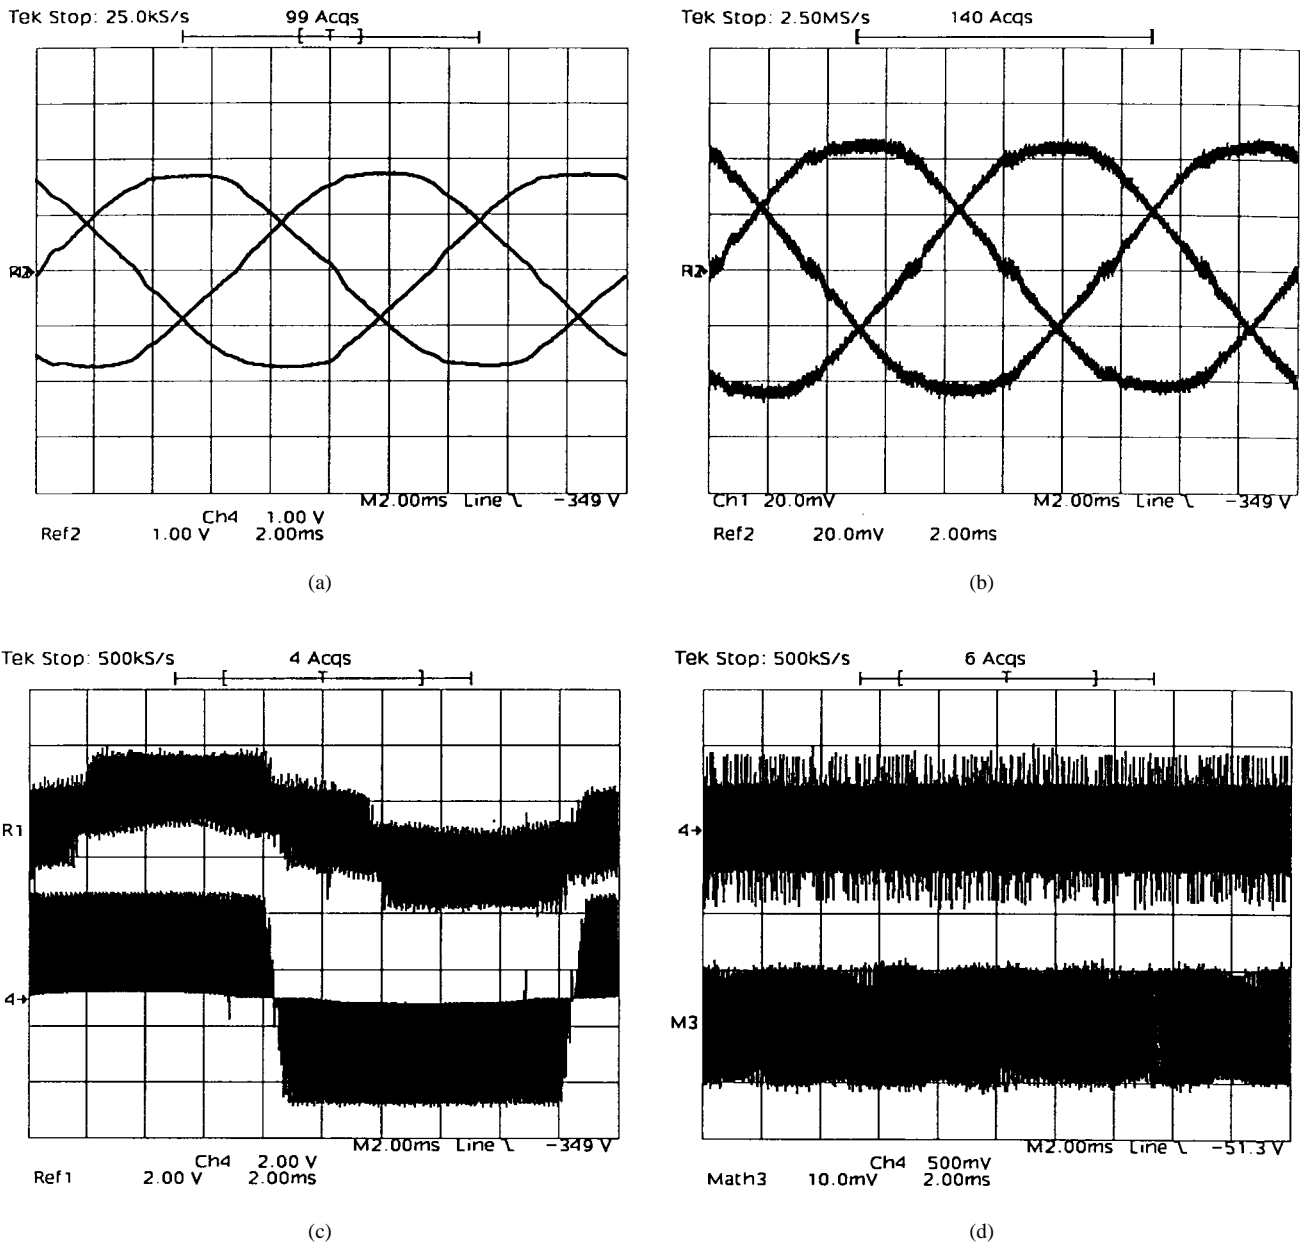 Tek Stop: 25.0kS/s 99 Acqs
T
M2.00ms Line -349 V
Ch4 1.00 V
Ref2 1.00 V 2.00ms
(a)
Tek Stop: 2.50MS/s 140 Acqs
Ch1 20.0mV M2.00ms Line -349 V
Ref2 20.0mV 2.00ms
(b)
Tek Stop: 500kS/s 4 Acqs
T
R1
4
M2.00ms Line -349 V
Ch4 2.00 V
Ref1 2.00 V 2.00ms
(c)
Tek Stop: 500kS/s 6 Acqs
T
4
M3
M2.00ms Line -51.3 V
Ch4 500mV
Math3 10.0mV 2.00ms
(d)